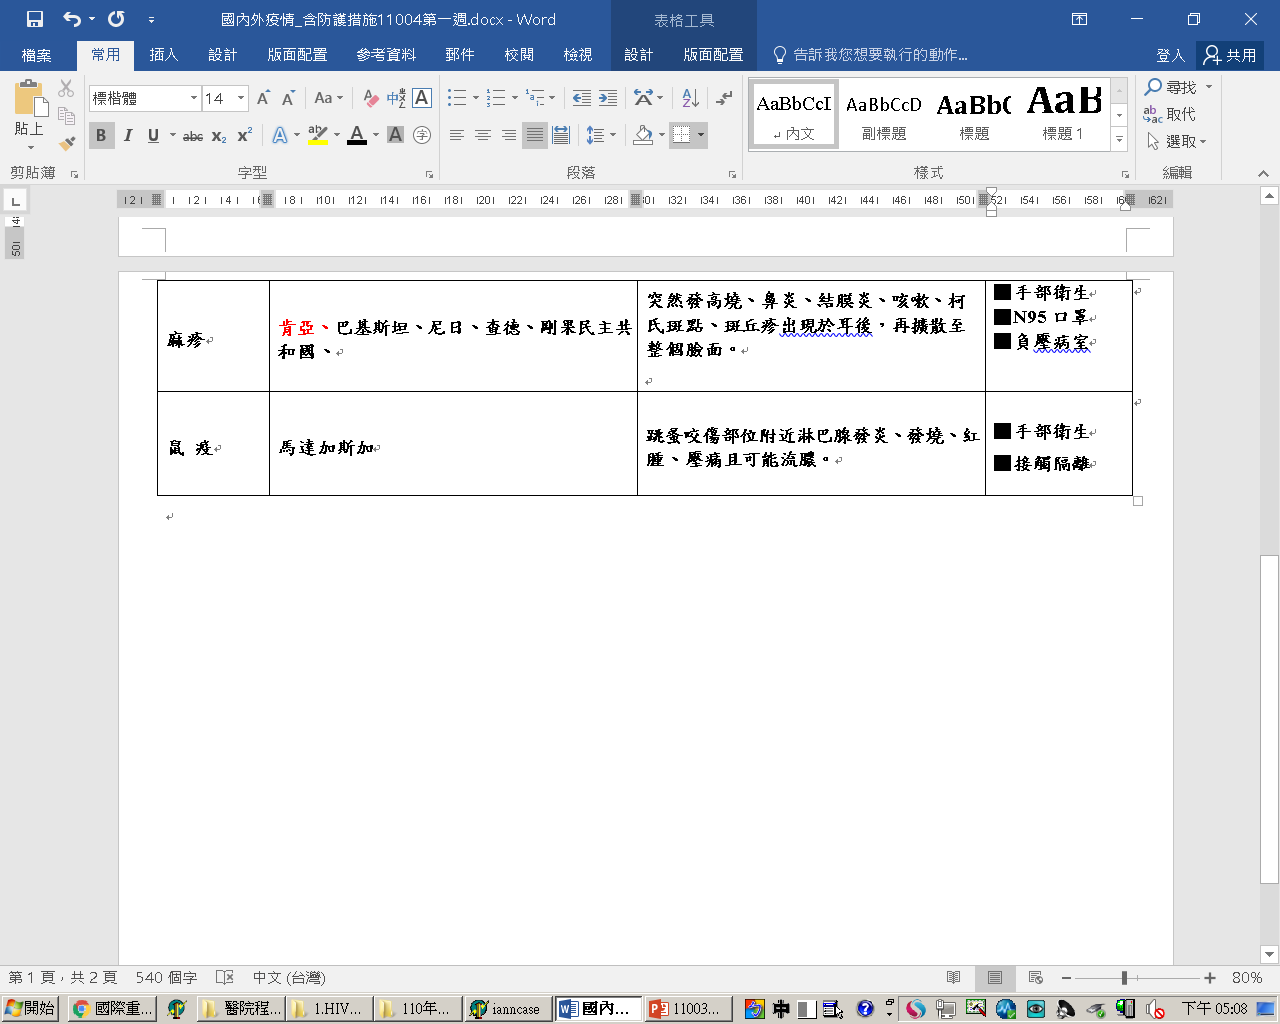 國內外疫情_含防護措施11004第一週.docx - Word
表格工具
檔案 常用 插入 設計 版面配置 參考資料 郵件 校閱 檢視 設計 版面配置 告訴我您想要執行的動作... 登入 共用
貼上
剪貼簿
標楷體 14
字型
段落
AaBbCcI 內文
AaBbCcD 副標題
AaBb( 標題
AaB 標題 1
樣式
尋找
取代
選取
編輯
麻疹
肯亞、巴基斯坦、尼日、查德、剛果民主共
和國、
突然發高燒、鼻炎、結膜炎、咳嗽、柯
氏斑點、斑丘疹出現於耳後，再擴散至
整個臉面。
■手部衛生
■N95 口罩
■負壓病室
鼠 疫
馬達加斯加
跳蚤咬傷部位附近淋巴腺發炎、發燒、紅
腫、壓痛且可能流膿。
■手部衛生
■接觸隔離
第 1 頁，共 2 頁 540 個字 中文 (台灣) 80%
開始 國際重... 醫院程... 1.HIV... 110年... ianncase 國內... 11003... 中 下午 05:08